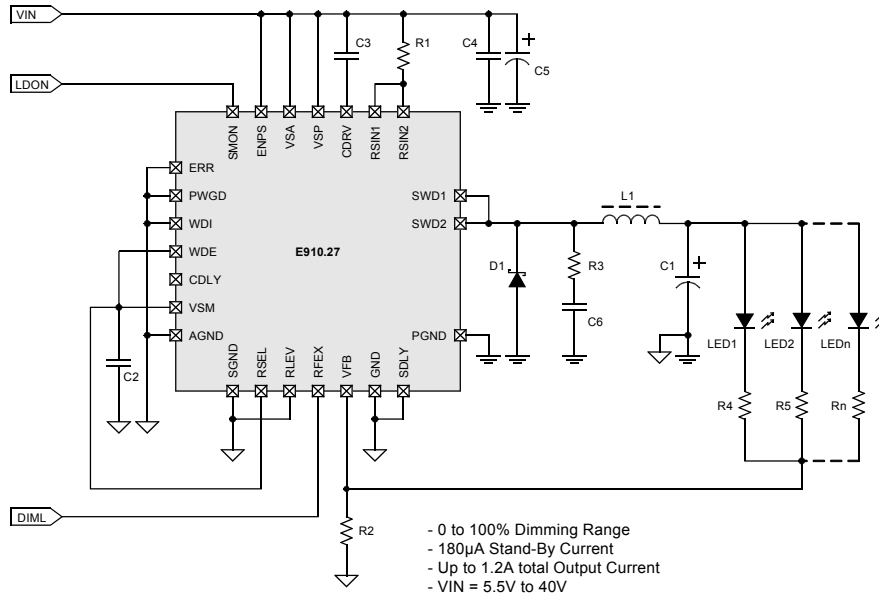 VIN
C3
R1
C4
C5
LDON
SMON
ENPS
VSA
VSP
CDRV
RSIN1
RSIN2
ERR
PWGD
WDI
WDE
CDLY
VSM
AGND
E910.27
SWD1
SWD2
PGND
SGND
RSEL
RLEV
RFEX
VFB
GND
SDLY
L1
D1
R3
C6
C1
+
+
LED1
LED2
LEDn
R4
R5
Rn
C2
DIML
R2
- 0 to 100% Dimming Range
- 180µA Stand-By Current
- Up to 1.2A total Output Current
- VIN = 5.5V to 40V